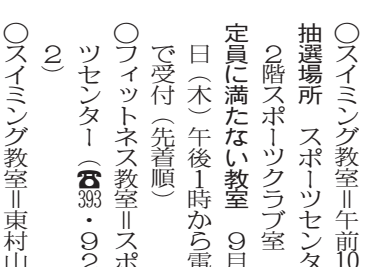 〇スイミング教室＝午前10
抽選場所　スポーツセンタ
２階スポーツクラブ室
定員に満たない教室　９月
日（木）午後１時から電
で受付（先着順）
〇フィットネス教室＝スポ
ツセンター（☎393・９２
２）
〇スイミング教室＝東村山